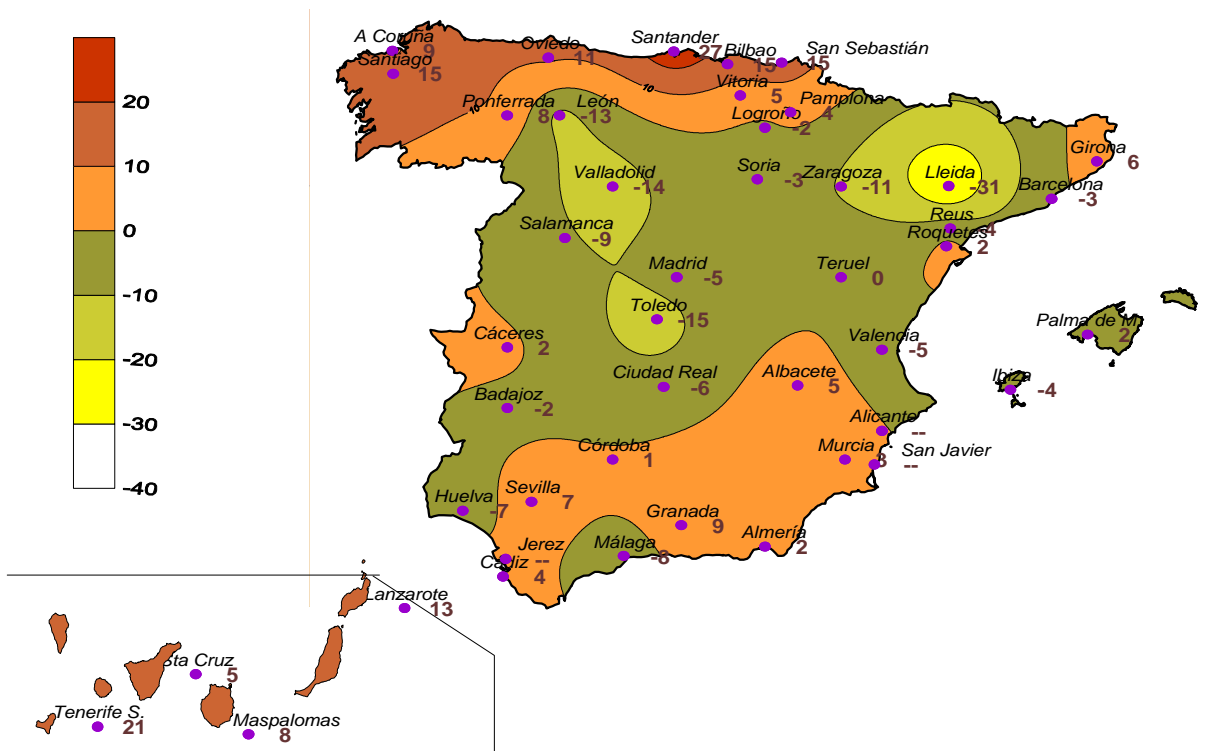 20
10
0
-10
-20
-30
-40
A Coruña 9
Santiago 15
Oviedo 11
Santander 27
Bilbao 15
San Sebastián 15
10
10
Vitoria 5
Pamplona 4
Ponferrada 8
León -13
Logroño -2
Valladolid -14
Soria -3
Zaragoza -11
Lleida -31
Girona 6
Barcelona -3
Reus -4
Roquetes 2
Salamanca -9
Madrid -5
Teruel 0
Toledo -15
Palma de M. 2
Cáceres 2
Valencia -5
Ciudad Real -6
Albacete 5
Ibiza -4
Badajoz -2
Alicante --
Córdoba 1
Murcia 3
San Javier --
Huelva -7
Sevilla 7
Granada 9
Málaga -8
Almería 2
Jerez --
Cádiz 4
Lanzarote 13
Sta Cruz 5
Tenerife S. 21
Maspalomas 8